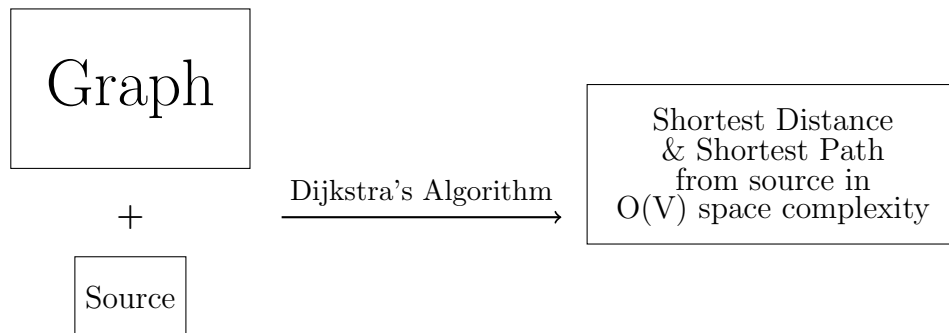 Graph
+
Source
Dijkstra's Algorithm
Shortest Distance
& Shortest Path
from source in
O(V) space complexity